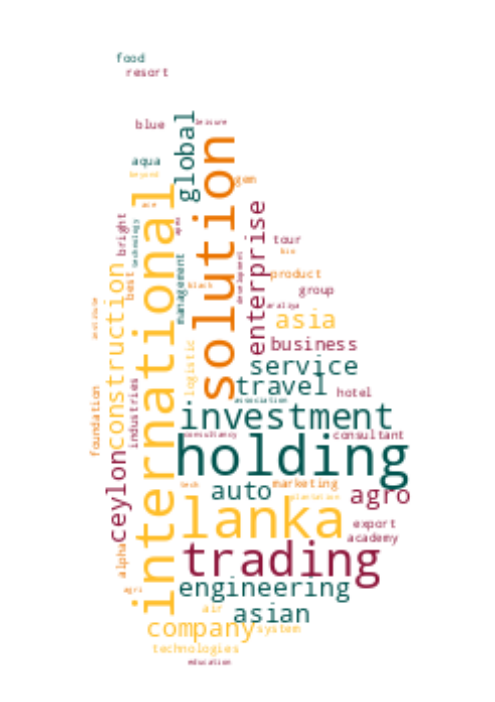 food
resort
blue
leisure
global
aqua
beyond
solution
gem
international
ace
apex
bright
technology
enterprise
tour
bio
development
management
construction
best
black
product
group
araliya
institute
asia
logistic
business
service
travel
hotel
association
foundation
industries
investment
consultancy
consultant
holding
ceylon
tech
marketing
auto
plantation
agro
lanka
export
academy
trading
alpha
agri
engineering
air
asian
company
system
technologies
education